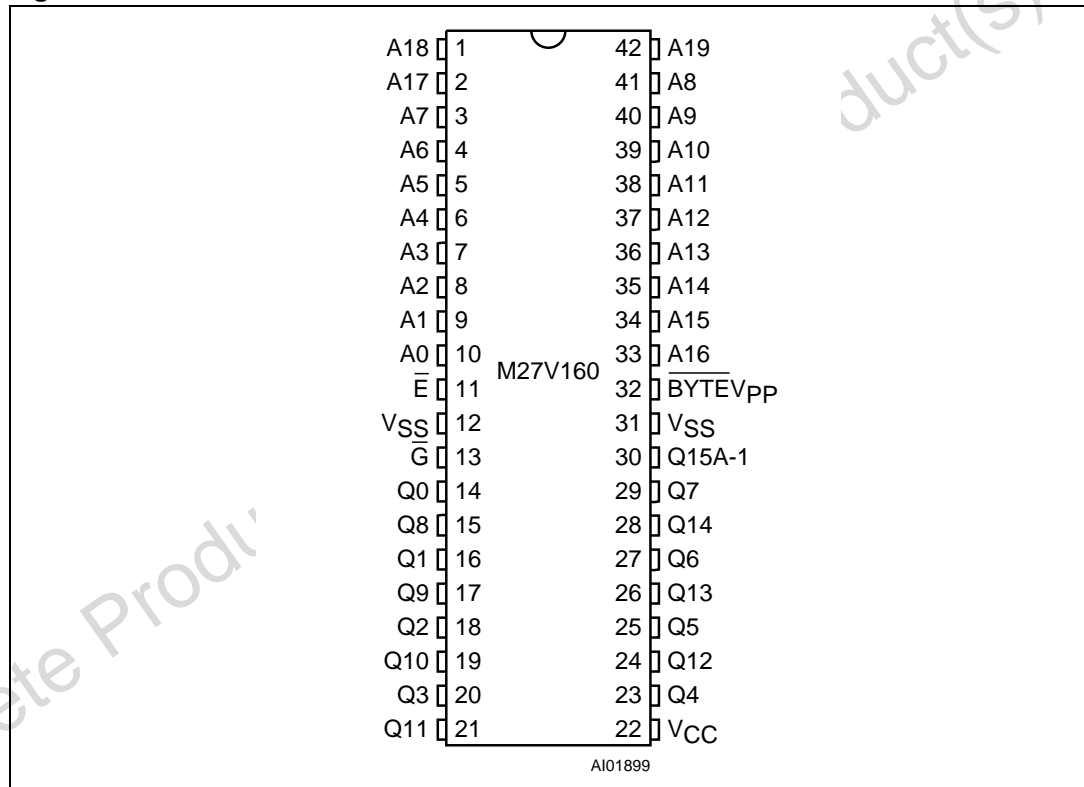 A18 1 42 A19
A17 2 41 A8
A7 3 40 A9
A6 4 39 A10
A5 5 38 A11
A4 6 37 A12
A3 7 36 A13
A2 8 35 A14
A1 9 34 A15
A0 10 33 A16
M27V160
E̅ 11 32 B̅Y̅T̅E̅VPP
VSS 12 31 VSS
G̅ 13 30 Q15A-1
Q0 14 29 Q7
Q8 15 28 Q14
Q1 16 27 Q6
Q9 17 26 Q13
Q2 18 25 Q5
Q10 19 24 Q12
Q3 20 23 Q4
Q11 21 22 VCC
AI01899